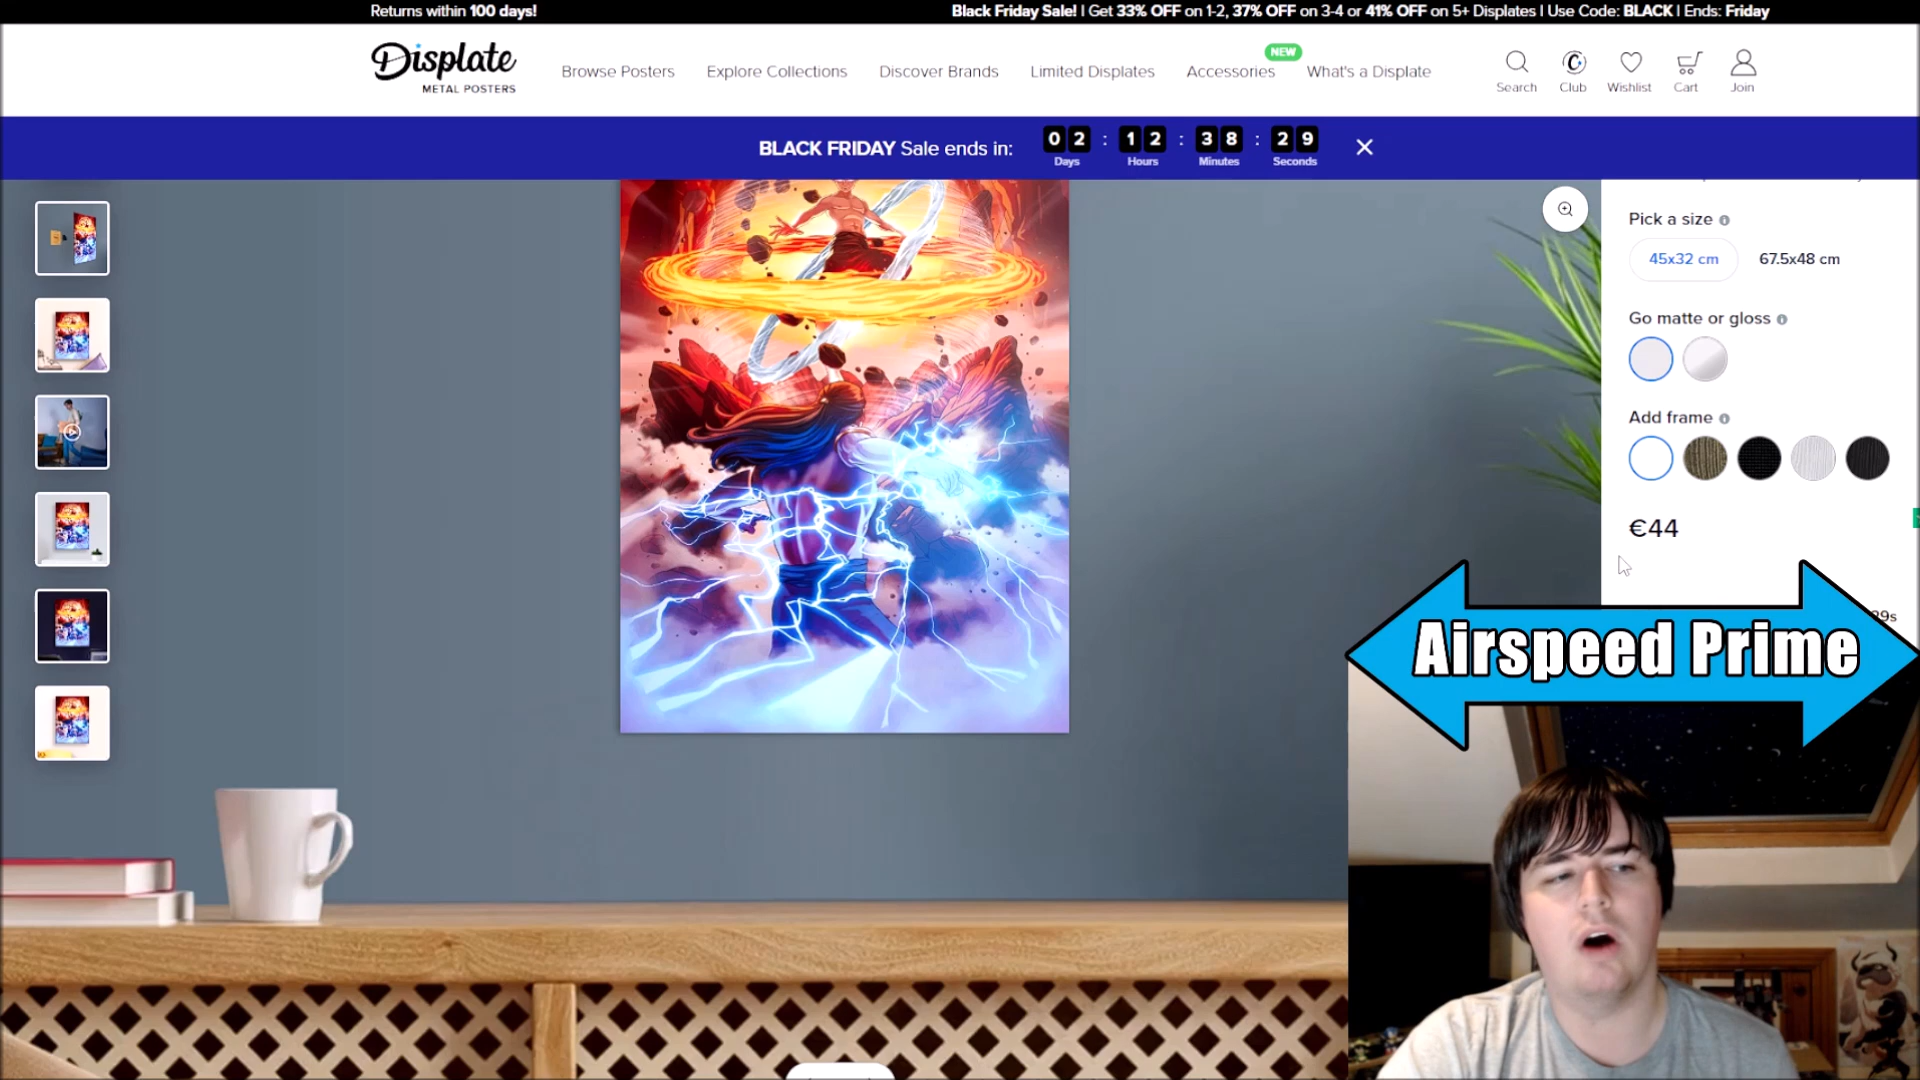 Returns within 100 days!
Black Friday Sale! | Get 33% OFF on 1-2, 37% OFF on 3-4 or 41% OFF on 5+ Displates | Use Code: BLACK | Ends: Friday
Displate
METAL POSTERS
Browse Posters
Explore Collections
Discover Brands
Limited Displates
Accessories
NEW
What's a Displate
Search
Club
Wishlist
Cart
Join
BLACK FRIDAY Sale ends in:
02 : 12 : 38 : 29
Days Hours Minutes Seconds
Pick a size
45x32 cm
67.5x48 cm
Go matte or gloss
Add frame
€44
29s
Airspeed Prime